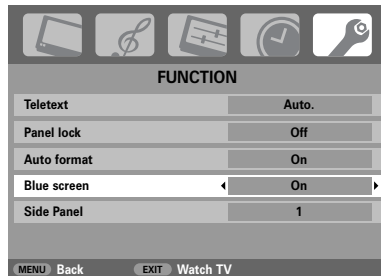 FUNCTION
Teletext Auto.
Panel lock Off
Auto format On
Blue screen On
Side Panel 1
MENU Back EXIT Watch TV